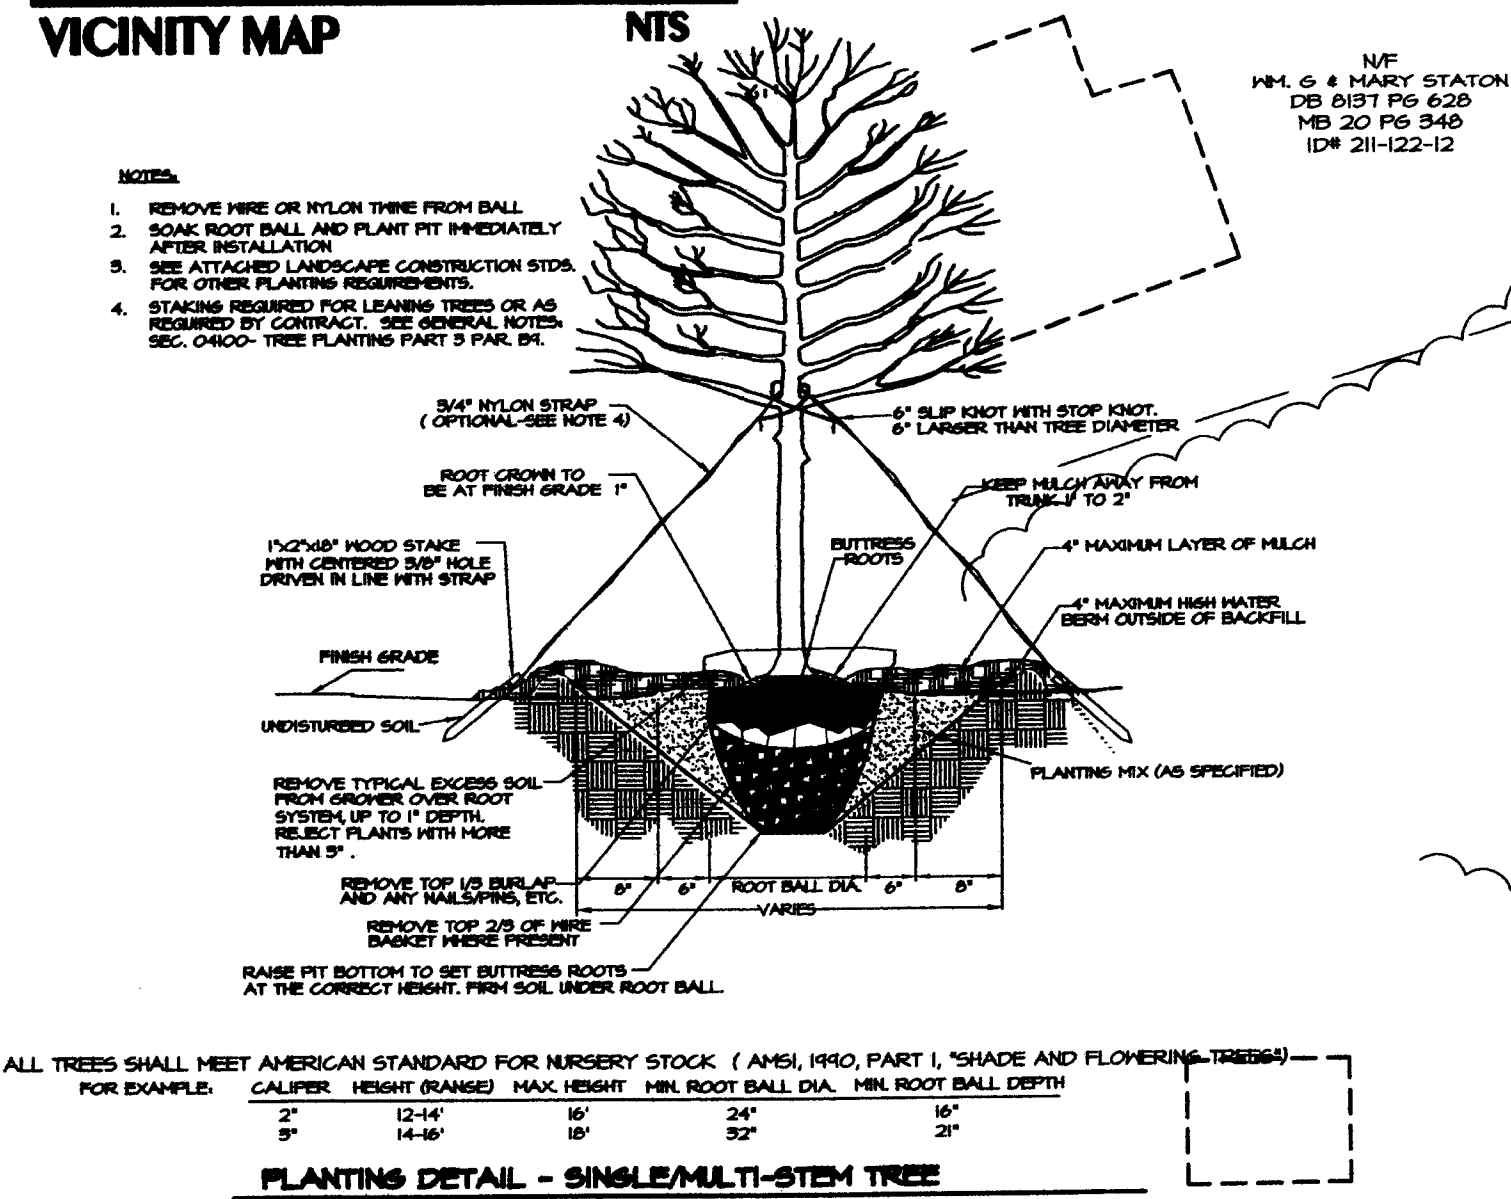 VICINITY MAP
NTS
N/F
WM. G & MARY STATON
DB 8137 PG 628
MB 20 PG 348
ID# 211-122-12
NOTES:
1. REMOVE WIRE OR NYLON TWINE FROM BALL
2. SOAK ROOT BALL AND PLANT PIT IMMEDIATELY
AFTER INSTALLATION
3. SEE ATTACHED LANDSCAPE CONSTRUCTION STDS.
FOR OTHER PLANTING REQUIREMENTS.
4. STAKING REQUIRED FOR LEANING TREES OR AS
REQUIRED BY CONTRACT. SEE GENERAL NOTES:
SEC. 04100- TREE PLANTING PART 3 PAR. B9.
3/4" NYLON STRAP
( OPTIONAL-SEE NOTE 4)
6" SLIP KNOT WITH STOP KNOT.
6" LARGER THAN TREE DIAMETER
ROOT CROWN TO
BE AT FINISH GRADE 1"
KEEP MULCH AWAY FROM
TRUNK 1" TO 2"
1"x2"x18" WOOD STAKE
WITH CENTERED 3/8" HOLE
DRIVEN IN LINE WITH STRAP
BUTTRESS
ROOTS
4" MAXIMUM LAYER OF MULCH
4" MAXIMUM HIGH WATER
BERM OUTSIDE OF BACKFILL
FINISH GRADE
UNDISTURBED SOIL
PLANTING MIX (AS SPECIFIED)
REMOVE TYPICAL EXCESS SOIL
FROM GROWER OVER ROOT
SYSTEM, UP TO 1" DEPTH.
REJECT PLANTS WITH MORE
THAN 3" .
REMOVE TOP 1/3 BURLAP
AND ANY NAILS/PINS, ETC.
8" 6" ROOT BALL DIA. 6" 8"
VARIES
REMOVE TOP 2/3 OF WIRE
BASKET WHERE PRESENT
RAISE PIT BOTTOM TO SET BUTTRESS ROOTS
AT THE CORRECT HEIGHT. FIRM SOIL UNDER ROOT BALL.
ALL TREES SHALL MEET AMERICAN STANDARD FOR NURSERY STOCK ( AMSI, 1990, PART 1, "SHADE AND FLOWERING TREES")
FOR EXAMPLE: CALIPER HEIGHT (RANGE) MAX. HEIGHT MIN. ROOT BALL DIA. MIN. ROOT BALL DEPTH
2" 12-14' 16' 24" 16"
3" 14-16' 18' 32" 21"
PLANTING DETAIL - SINGLE/MULTI-STEM TREE